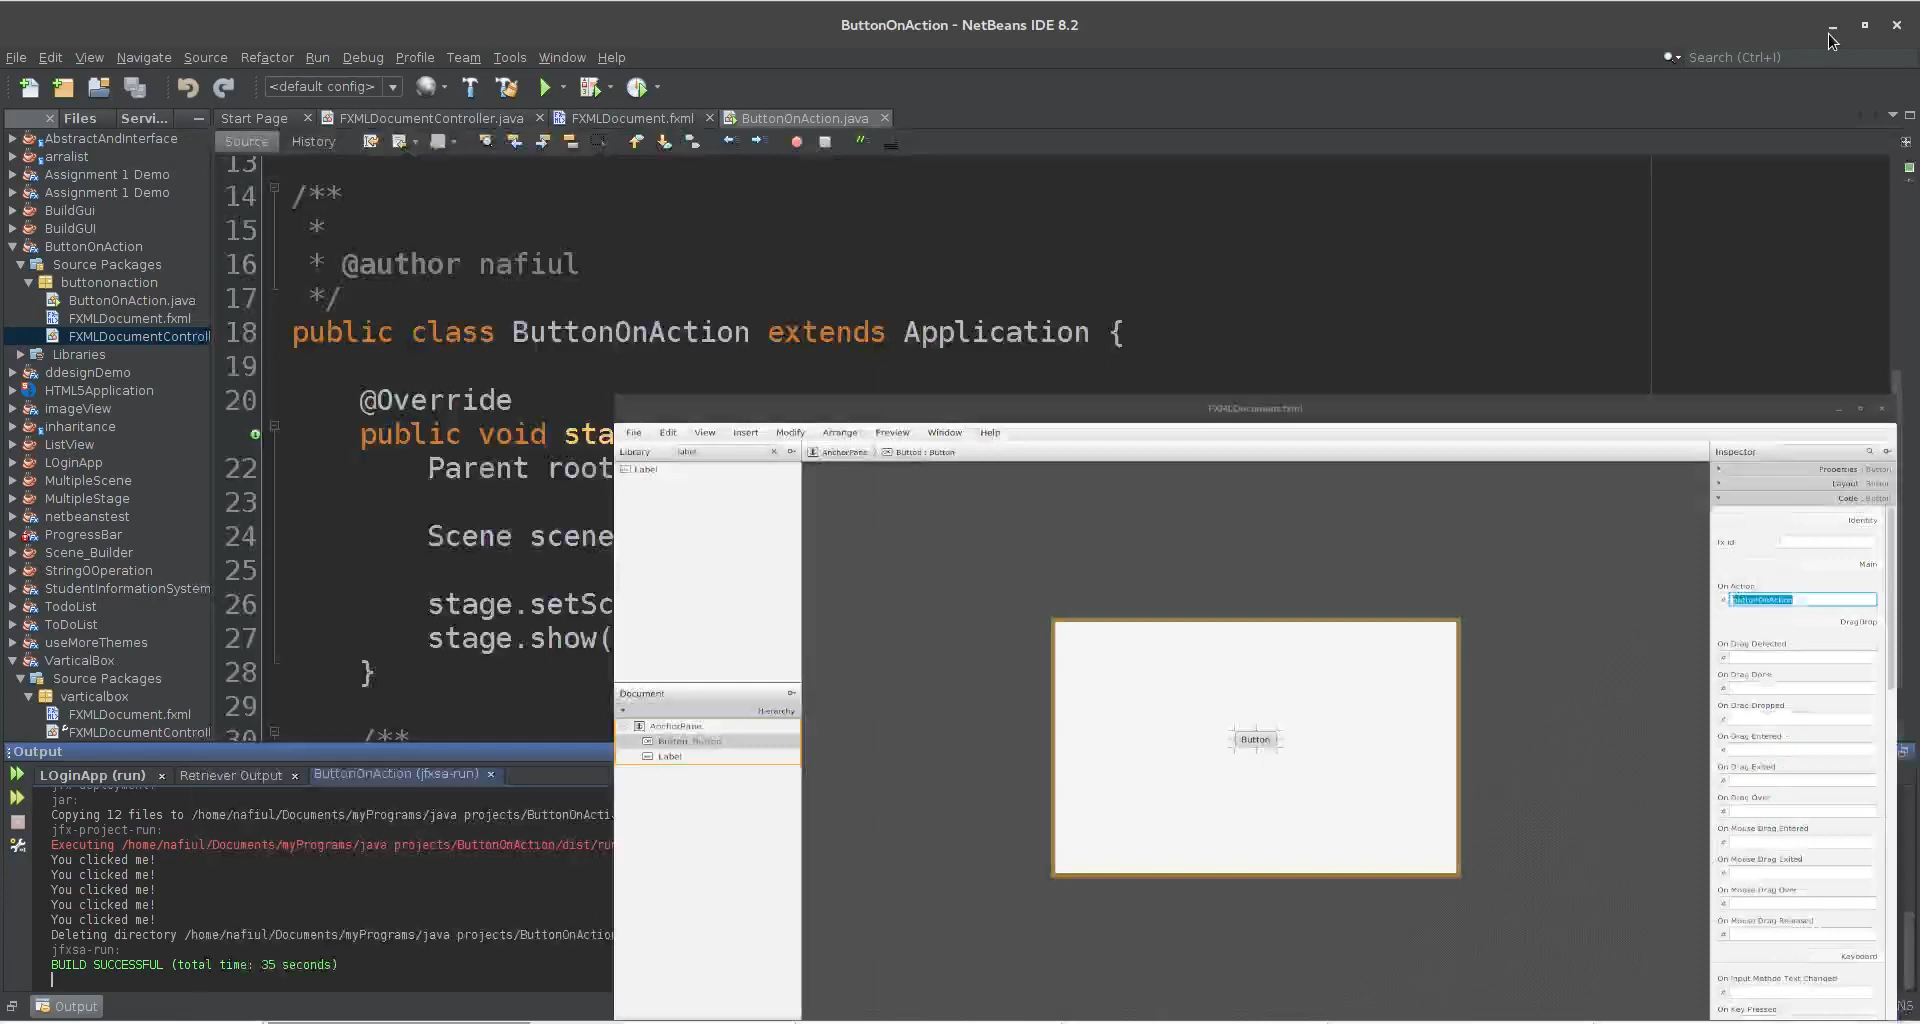 ButtonOnAction - NetBeans IDE 8.2
File Edit View Navigate Source Refactor Run Debug Profile Team Tools Window Help
Search (Ctrl+I)
<default config>
Files Servi...
Start Page FXMLDocumentController.java FXMLDocument.fxml ButtonOnAction.java
Source History
AbstractAndInterface
arralist
Assignment 1 Demo
Assignment 1 Demo
BuildGui
BuildGUI
ButtonOnAction
Source Packages
buttononaction
ButtonOnAction.java
FXMLDocument.fxml
FXMLDocumentControll
Libraries
ddesignDemo
HTML5Application
imageView
inheritance
ListView
LOginApp
MultipleScene
MultipleStage
netbeanstest
ProgressBar
Scene_Builder
StringOOperation
StudentInformationSystem
TodoList
ToDoList
useMoreThemes
VarticalBox
Source Packages
varticalbox
FXMLDocument.fxml
FXMLDocumentControll
13
14 /**
15 *
16 * @author nafiul
17 */
18 public class ButtonOnAction extends Application {
19
20 @Override
public void sta
22 Parent root
23
24 Scene scene
25
26 stage.setSc
27 stage.show(
28 }
29
30 /**
Output
LOginApp (run) Retriever Output ButtonOnAction (jfxsa-run)
jfx-deployment:
jar:
Copying 12 files to /home/nafiul/Documents/myPrograms/java projects/ButtonOnActi
jfx-project-run:
Executing /home/nafiul/Documents/myPrograms/java projects/ButtonOnAction/dist/ru
You clicked me!
You clicked me!
You clicked me!
You clicked me!
You clicked me!
Deleting directory /home/nafiul/Documents/myPrograms/java projects/ButtonOnActio
jfxsa-run:
BUILD SUCCESSFUL (total time: 35 seconds)
Output
FXMLDocument.fxml
File Edit View Insert Modify Arrange Preview Window Help
Library label
Label
AnchorPane Button : Button
Button
Document
Hierarchy
AnchorPane
Button Button
Label
Inspector
Properties : Button
Layout : Button
Code : Button
Identity
fx:id
Main
On Action
# buttonOnAction
DragDrop
On Drag Detected
#
On Drag Done
#
On Drag Dropped
#
On Drag Entered
#
On Drag Exited
#
On Drag Over
#
On Mouse Drag Entered
#
On Mouse Drag Exited
#
On Mouse Drag Over
#
On Mouse Drag Released
#
Keyboard
On Input Method Text Changed
#
On Key Pressed